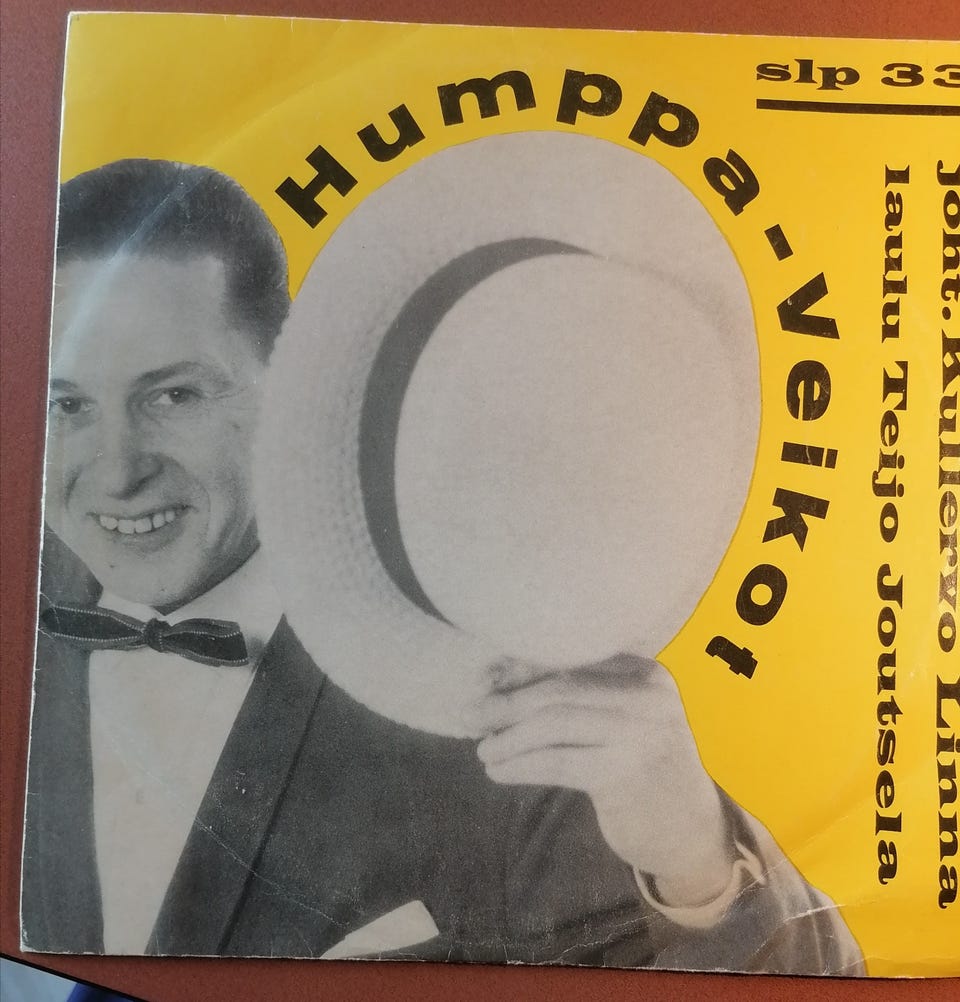 Humppa-Veikot
slp 33
joht. Kullervo Linna
laulu Teijo Joutsela